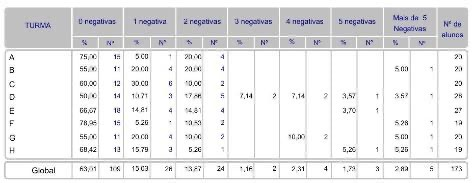 TURMA 0 negativas 1 negativa 2 negativas 3 negativas 4 negativas 5 negativas Mais de 5 Negativas Nº de alunos
% Nº % Nº % Nº % Nº % Nº % Nº % Nº
A 75,00 15 5,00 1 20,00 4 20
B 55,00 11 20,00 4 20,00 4 5,00 1 20
C 60,00 12 30,00 6 10,00 2 20
D 50,00 14 10,71 3 17,86 5 7,14 2 7,14 2 3,57 1 3,57 1 28
E 66,67 18 14,81 4 14,81 4 3,70 1 27
F 78,95 15 5,26 1 10,53 2 5,26 1 19
G 55,00 11 20,00 4 10,00 2 10,00 2 5,00 1 20
H 68,42 13 15,79 3 5,26 1 5,26 1 5,26 1 19
Global 63,01 109 15,03 26 13,87 24 1,16 2 2,31 4 1,73 3 2,89 5 173